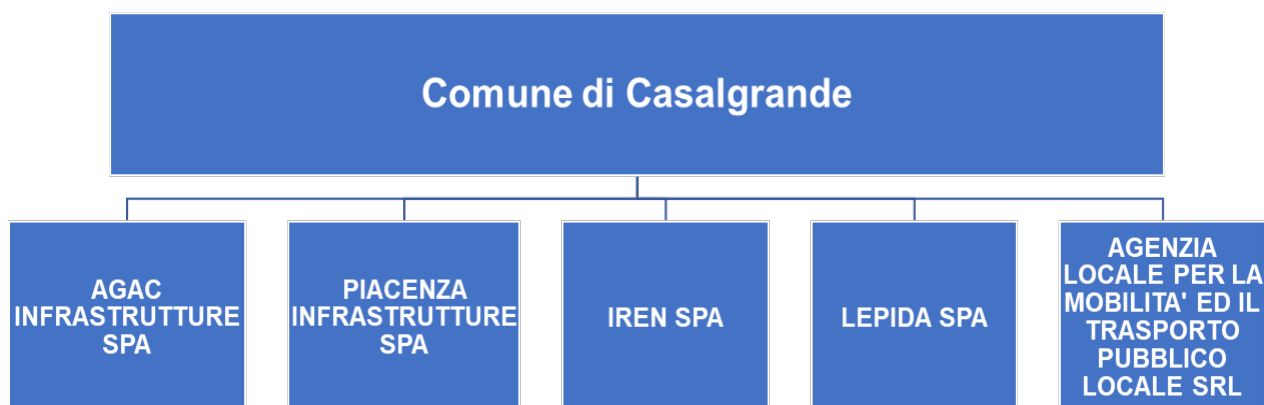 Comune di Casalgrande
AGAC
INFRASTRUTTURE
SPA
PIACENZA
INFRASTRUTTURE
SPA
IREN SPA
LEPIDA SPA
AGENZIA
LOCALE PER LA
MOBILITA' ED IL
TRASPORTO
PUBBLICO
LOCALE SRL